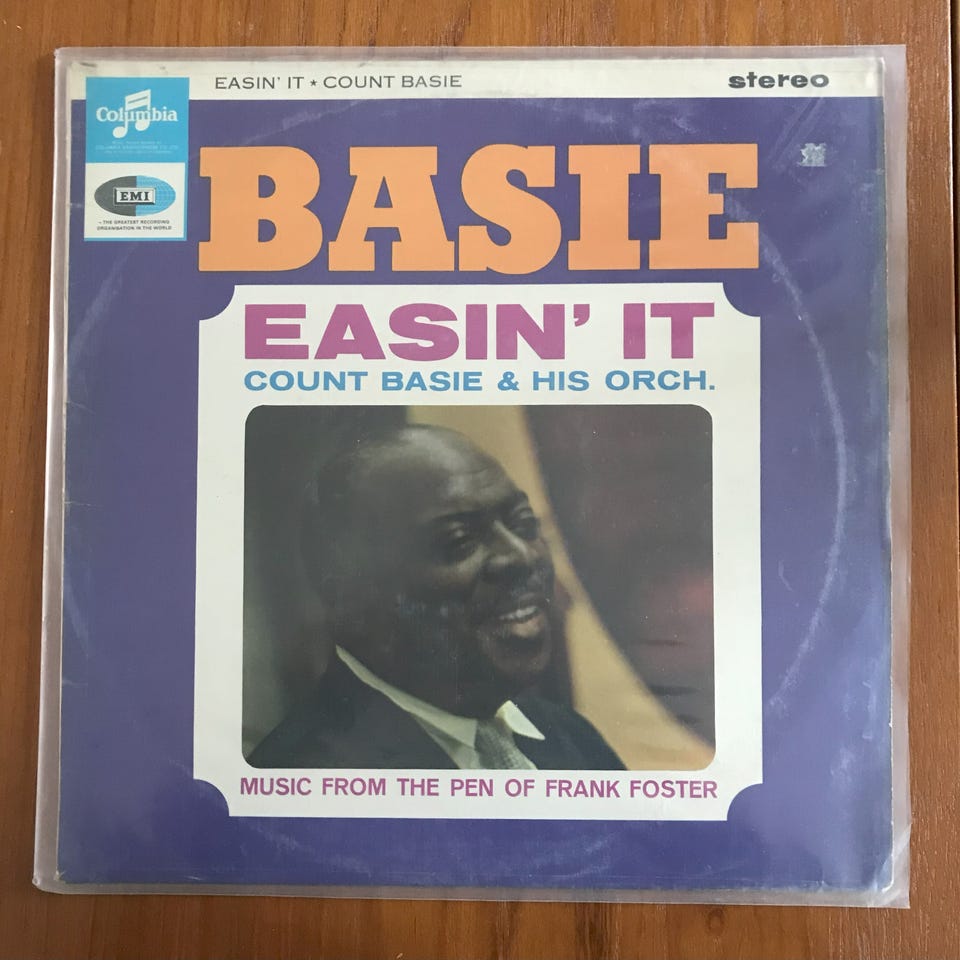 EASIN' IT ★ COUNT BASIE
stereo
Columbia
EMI
— THE GREATEST RECORDING
ORGANISATION IN THE WORLD
BASIE
EASIN' IT
COUNT BASIE & HIS ORCH.
MUSIC FROM THE PEN OF FRANK FOSTER